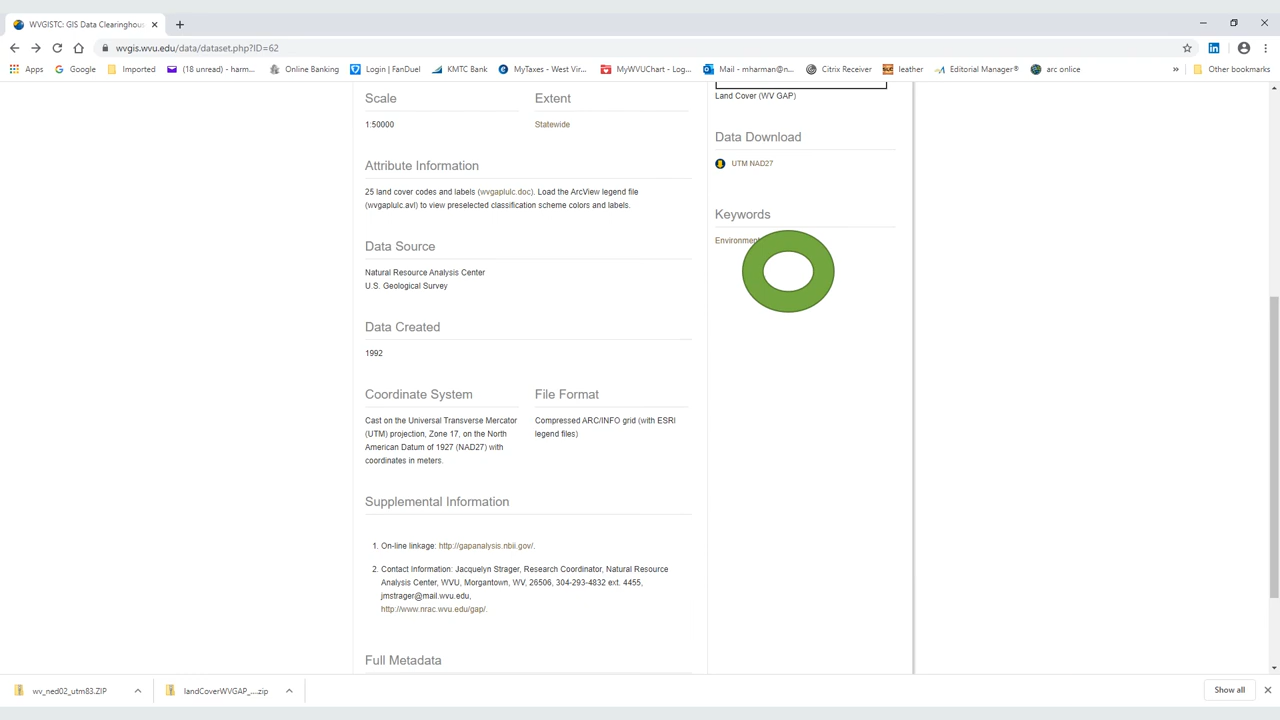 WVGISTC: GIS Data Clearinghou
wvgis.wvu.edu/data/dataset.php?ID=62
Apps Google Imported (18 unread) - harm... Online Banking Login | FanDuel KMTC Bank MyTaxes - West Vir... MyWVUChart - Log... Mail - mharman@n... Citrix Receiver leather Editorial Manager® arc onlice » Other bookmarks
Scale
1:50000
Extent
Statewide
Attribute Information
25 land cover codes and labels (wvgaplulc.doc). Load the ArcView legend file
(wvgaplulc.avl) to view preselected classification scheme colors and labels.
Data Source
Natural Resource Analysis Center
U.S. Geological Survey
Data Created
1992
Coordinate System
Cast on the Universal Transverse Mercator
(UTM) projection, Zone 17, on the North
American Datum of 1927 (NAD27) with
coordinates in meters.
File Format
Compressed ARC/INFO grid (with ESRI
legend files)
Supplemental Information
1. On-line linkage: http://gapanalysis.nbii.gov/.
2. Contact Information: Jacquelyn Strager, Research Coordinator, Natural Resource
Analysis Center, WVU, Morgantown, WV, 26506, 304-293-4832 ext. 4455,
jmstrager@mail.wvu.edu,
http://www.nrac.wvu.edu/gap/.
Full Metadata
Land Cover (WV GAP)
Data Download
UTM NAD27
Keywords
Environmen
wv_ned02_utm83.ZIP
landCoverWVGAP_....zip
Show all